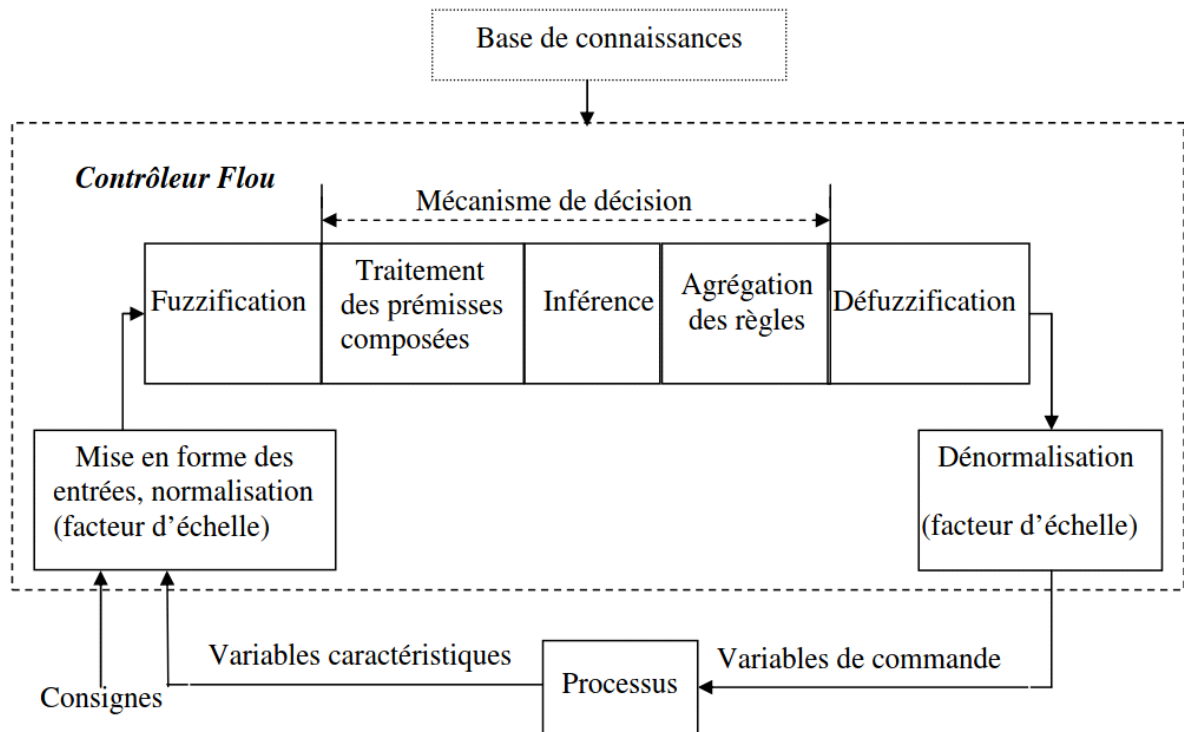 Base de connaissances
Contrôleur Flou
Mécanisme de décision
Fuzzification
Traitement
des prémisses
composées
Inférence
Agrégation
des règles
Défuzzification
Mise en forme des
entrées, normalisation
(facteur d’échelle)
Dénormalisation
(facteur d’échelle)
Variables caractéristiques
Processus
Variables de commande
Consignes